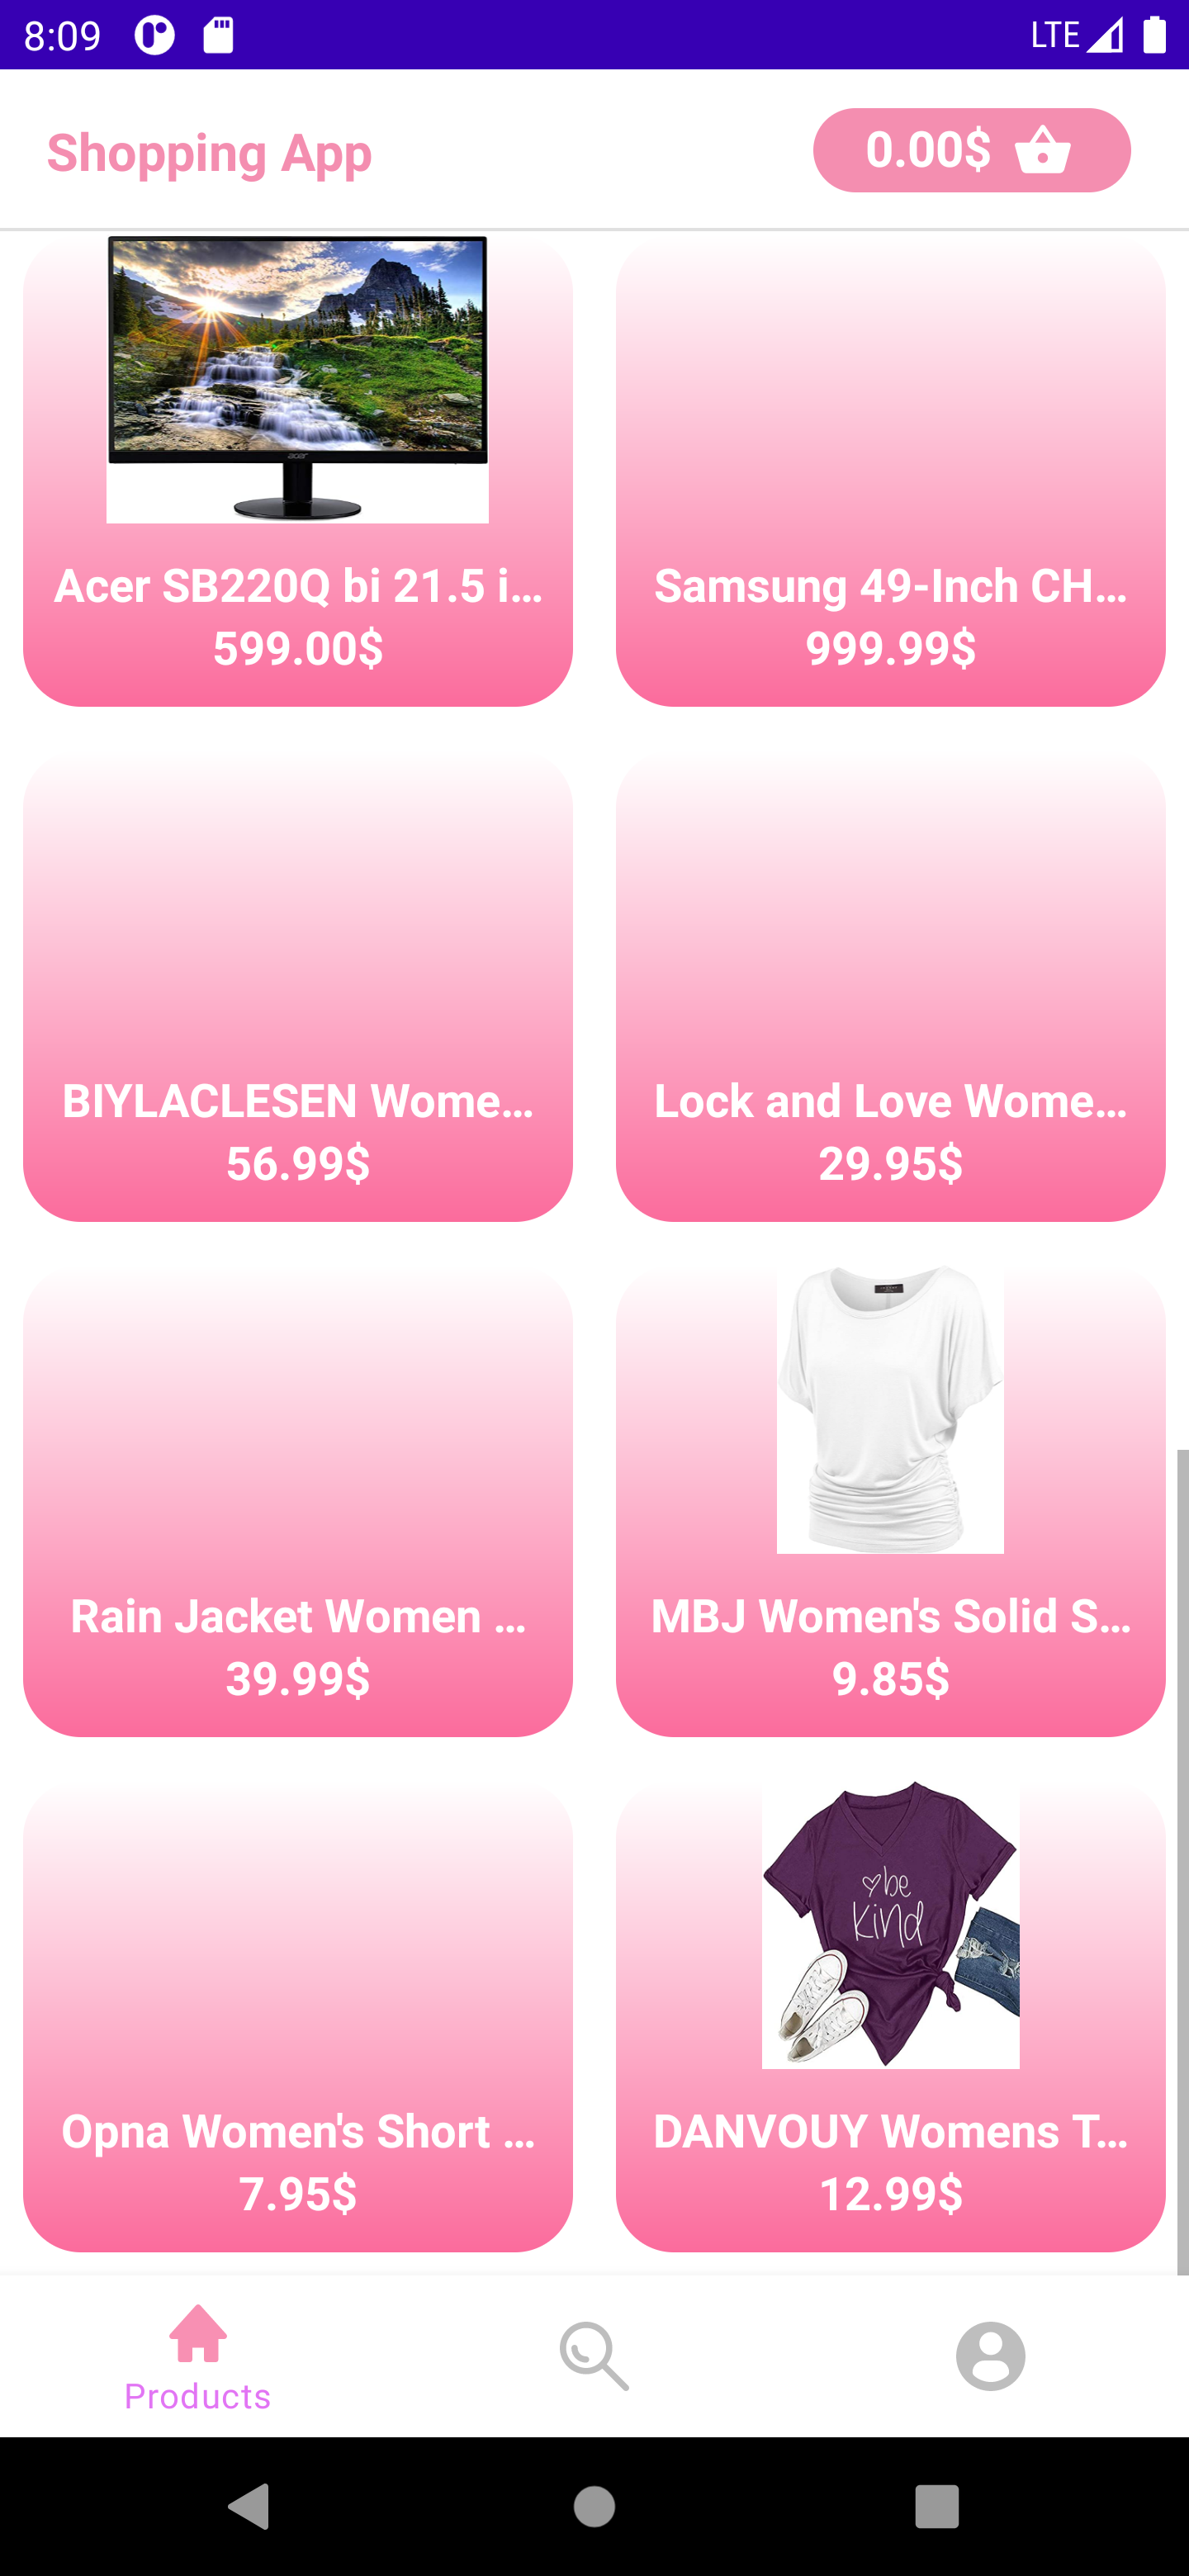 8:09
LTE
Shopping App
0.00$
acer
Acer SB220Q bi 21.5 i...
599.00$
Samsung 49-Inch CH...
999.99$
BIYLACLESEN Wome...
56.99$
Lock and Love Wome...
29.95$
Rain Jacket Women ...
39.99$
MBJ Women's Solid S...
9.85$
be
kind
Opna Women's Short ...
7.95$
DANVOUY Womens T...
12.99$
Products